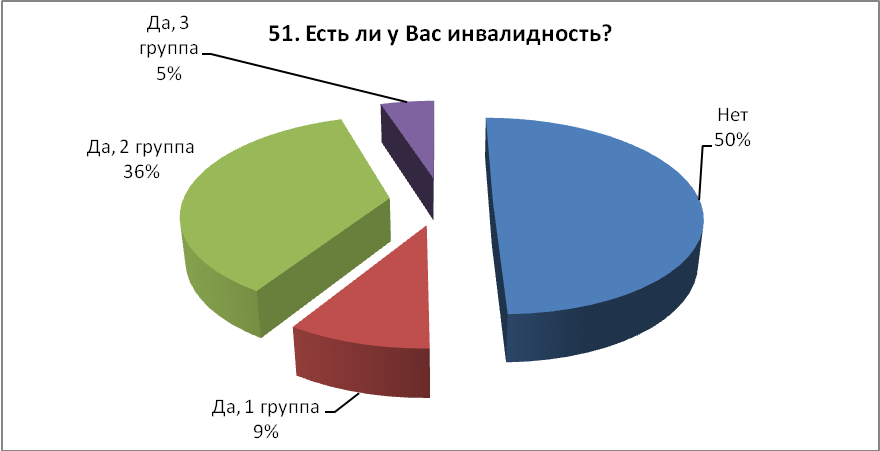 51. Есть ли у Вас инвалидность?
Да, 3
группа
5%
Нет
50%
Да, 2 группа
36%
Да, 1 группа
9%